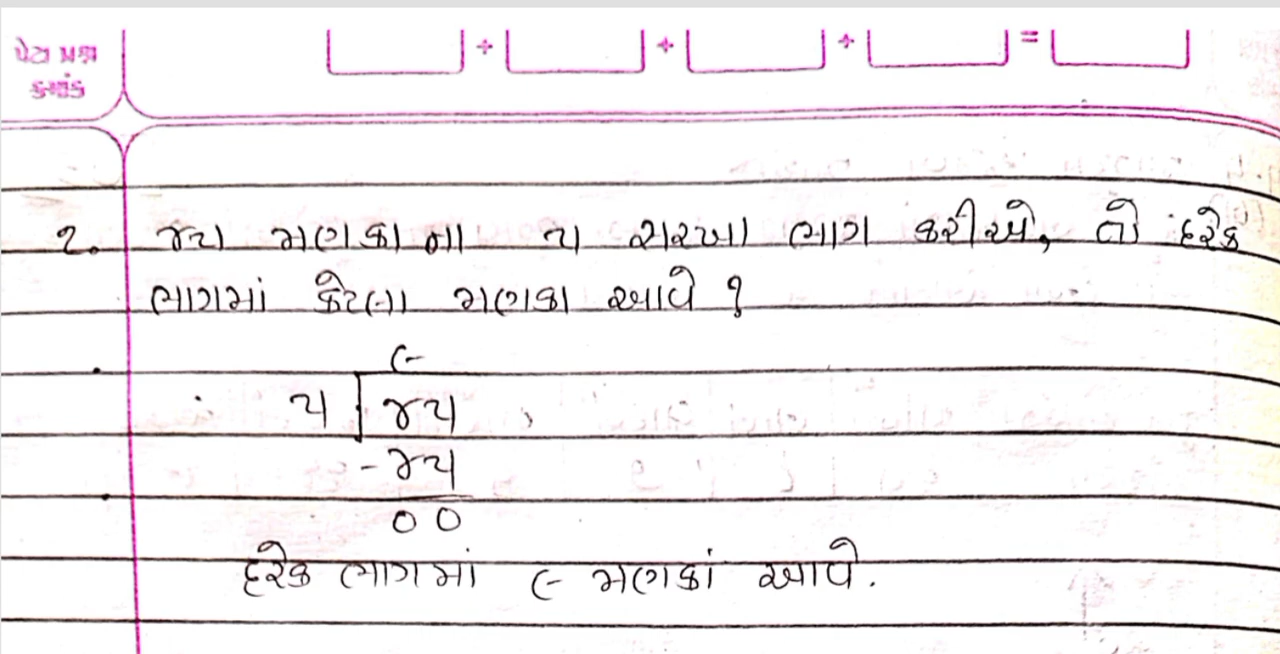 ÷ ÷ ÷ =
પેટા પ્રશ્ન
ક્રમાંક
૨. ૪૫ મણકાના ૫ સરખા ભાગ કરીએ, તો દરેક
ભાગમાં કેટલા મણકા આવે ?
૯
૫ ૪૫
- ૪૫
૦૦
દરેક ભાગમાં ૯ મણકાં આવે.